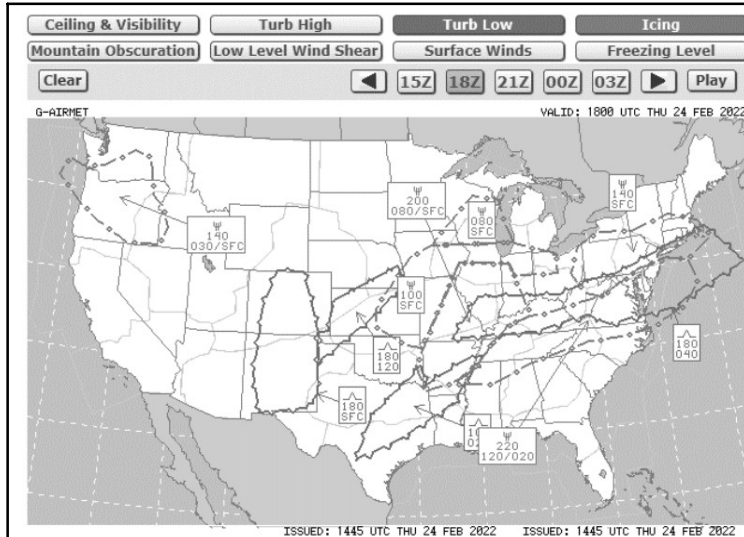 Ceiling & Visibility Turb High Turb Low Icing
Mountain Obscuration Low Level Wind Shear Surface Winds Freezing Level
Clear 15Z 18Z 21Z 00Z 03Z Play
G-AIRMET VALID: 1800 UTC THU 24 FEB 2022
200
080/SFC
140
SFC
080
SFC
140
030/SFC
100
SFC
180
120
180
040
180
SFC
220
120/020
ISSUED: 1445 UTC THU 24 FEB 2022 ISSUED: 1445 UTC THU 24 FEB 2022